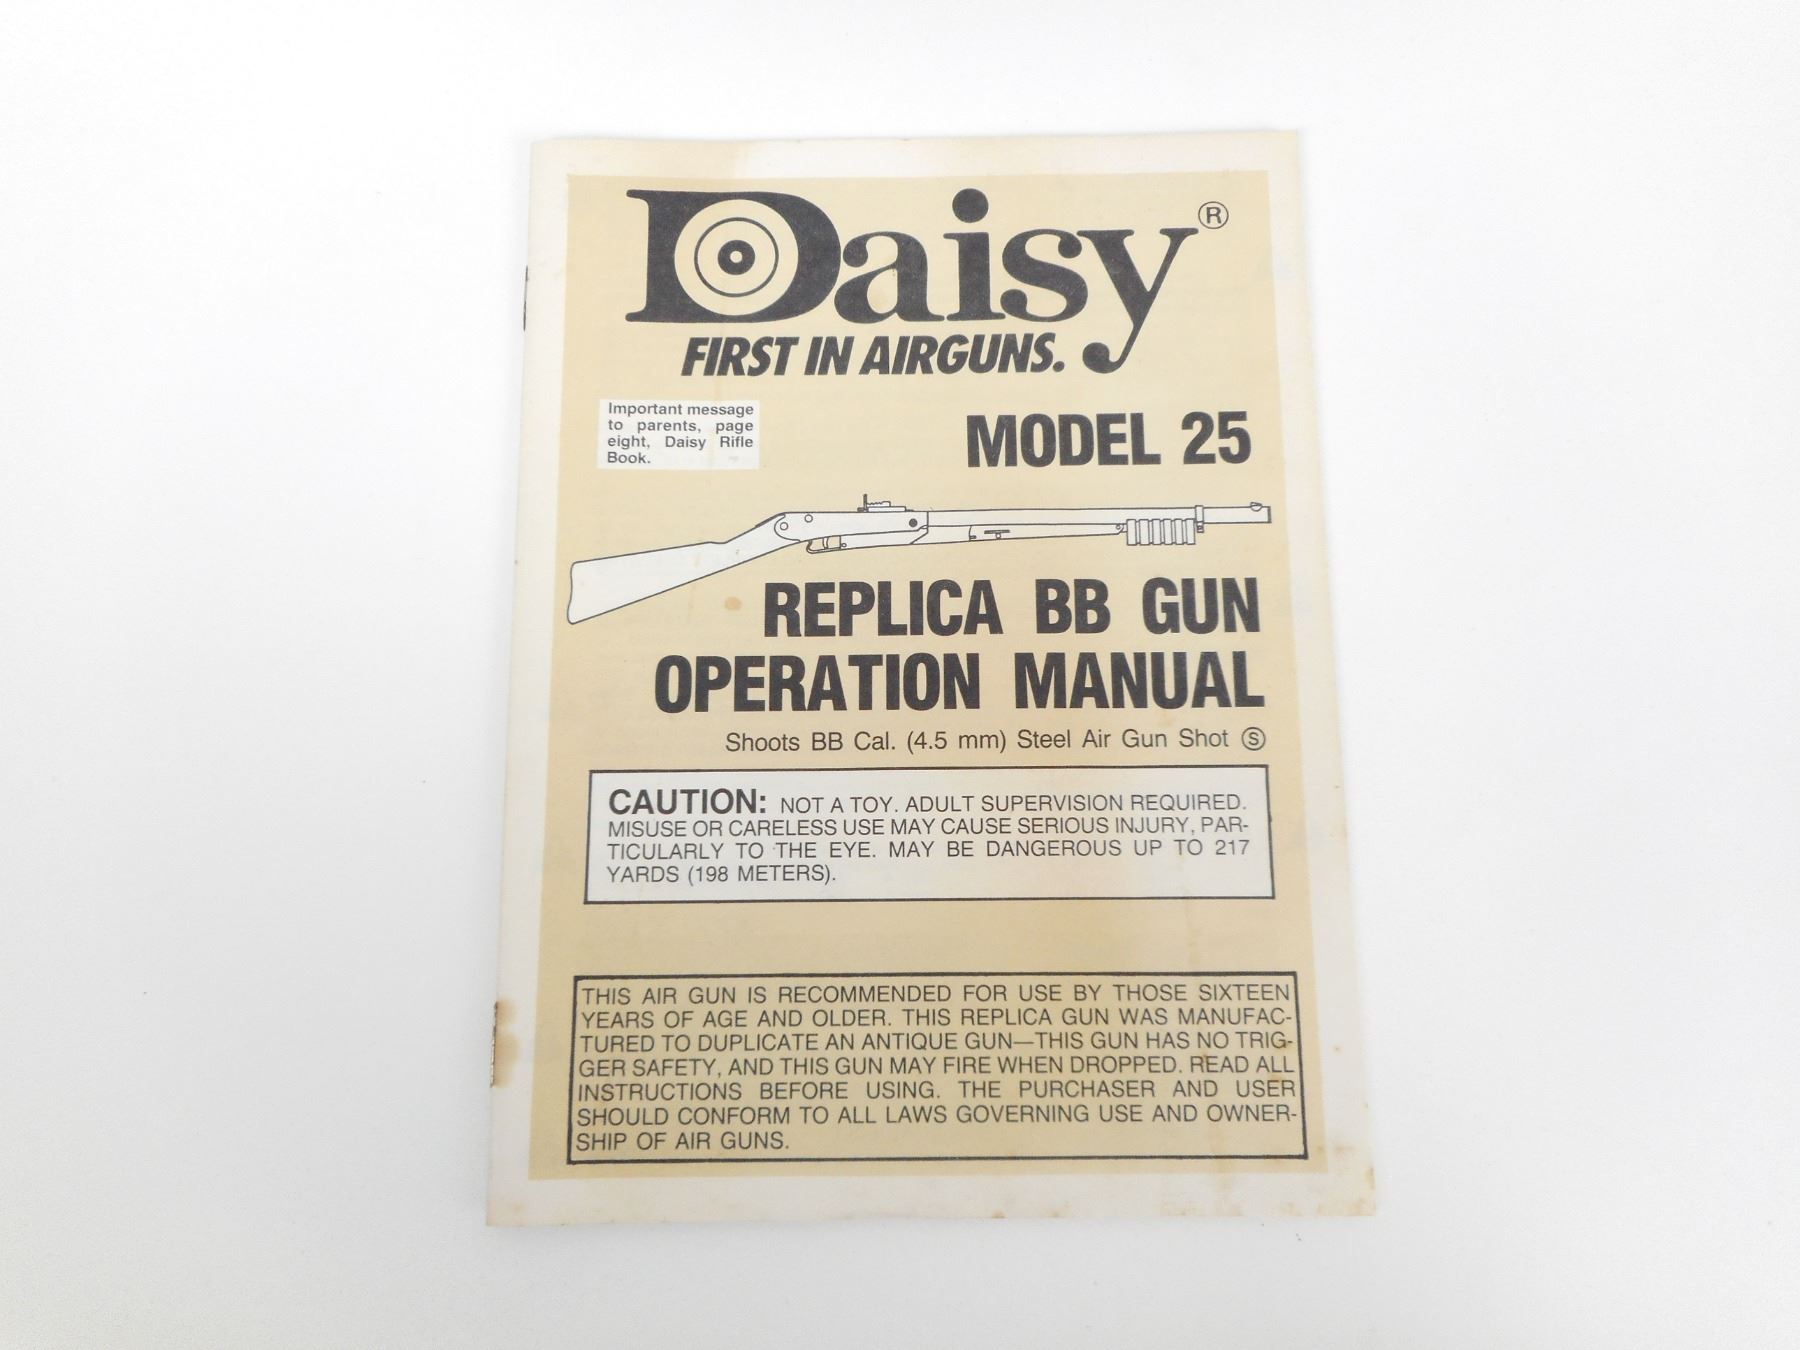 Daisy®
FIRST IN AIRGUNS.
Important message
to parents, page
eight, Daisy Rifle
Book.
MODEL 25
REPLICA BB GUN
OPERATION MANUAL
Shoots BB Cal. (4.5 mm) Steel Air Gun Shot Ⓢ
CAUTION: NOT A TOY. ADULT SUPERVISION REQUIRED.
MISUSE OR CARELESS USE MAY CAUSE SERIOUS INJURY, PAR-
TICULARLY TO THE EYE. MAY BE DANGEROUS UP TO 217
YARDS (198 METERS).
THIS AIR GUN IS RECOMMENDED FOR USE BY THOSE SIXTEEN
YEARS OF AGE AND OLDER. THIS REPLICA GUN WAS MANUFAC-
TURED TO DUPLICATE AN ANTIQUE GUN—THIS GUN HAS NO TRIG-
GER SAFETY, AND THIS GUN MAY FIRE WHEN DROPPED. READ ALL
INSTRUCTIONS BEFORE USING. THE PURCHASER AND USER
SHOULD CONFORM TO ALL LAWS GOVERNING USE AND OWNER-
SHIP OF AIR GUNS.